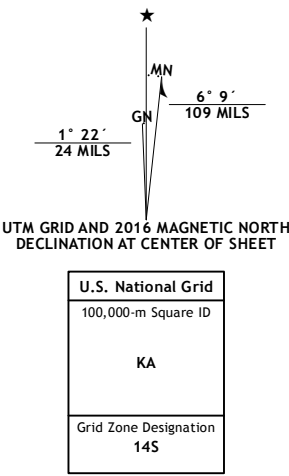 ★
MN
GN
6° 9´
109 MILS
1° 22´
24 MILS
UTM GRID AND 2016 MAGNETIC NORTH
DECLINATION AT CENTER OF SHEET
U.S. National Grid
100,000-m Square ID
KA
Grid Zone Designation
14S